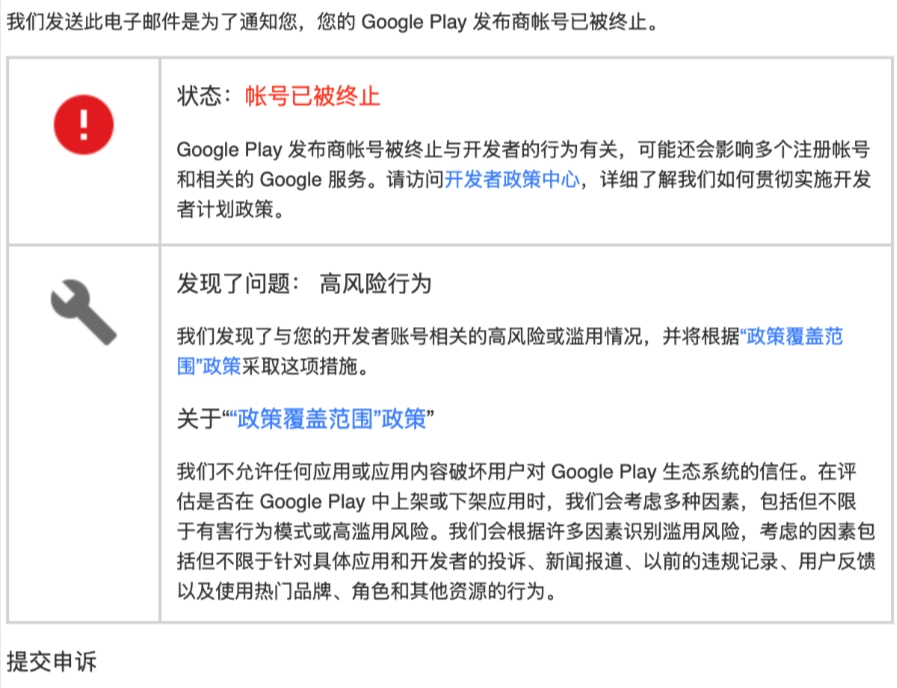 我们发送此电子邮件是为了通知您，您的 Google Play 发布商帐号已被终止。
状态：帐号已被终止
Google Play 发布商帐号被终止与开发者的行为有关，可能还会影响多个注册帐号
和相关的 Google 服务。请访问开发者政策中心，详细了解我们如何贯彻实施开发
者计划政策。
发现了问题： 高风险行为
我们发现了与您的开发者账号相关的高风险或滥用情况，并将根据“政策覆盖范
围”政策采取这项措施。
关于““政策覆盖范围”政策”
我们不允许任何应用或应用内容破坏用户对 Google Play 生态系统的信任。在评
估是否在 Google Play 中上架或下架应用时，我们会考虑多种因素，包括但不限
于有害行为模式或高滥用风险。我们会根据许多因素识别滥用风险，考虑的因素包
括但不限于针对具体应用和开发者的投诉、新闻报道、以前的违规记录、用户反馈
以及使用热门品牌、角色和其他资源的行为。
提交申诉